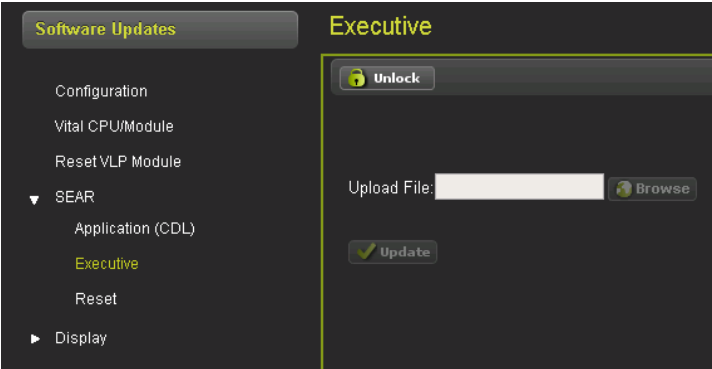 Software Updates
Configuration
Vital CPU/Module
Reset VLP Module
SEAR
Application (CDL)
Executive
Reset
Display
Executive
Unlock
Upload File: Browse
Update